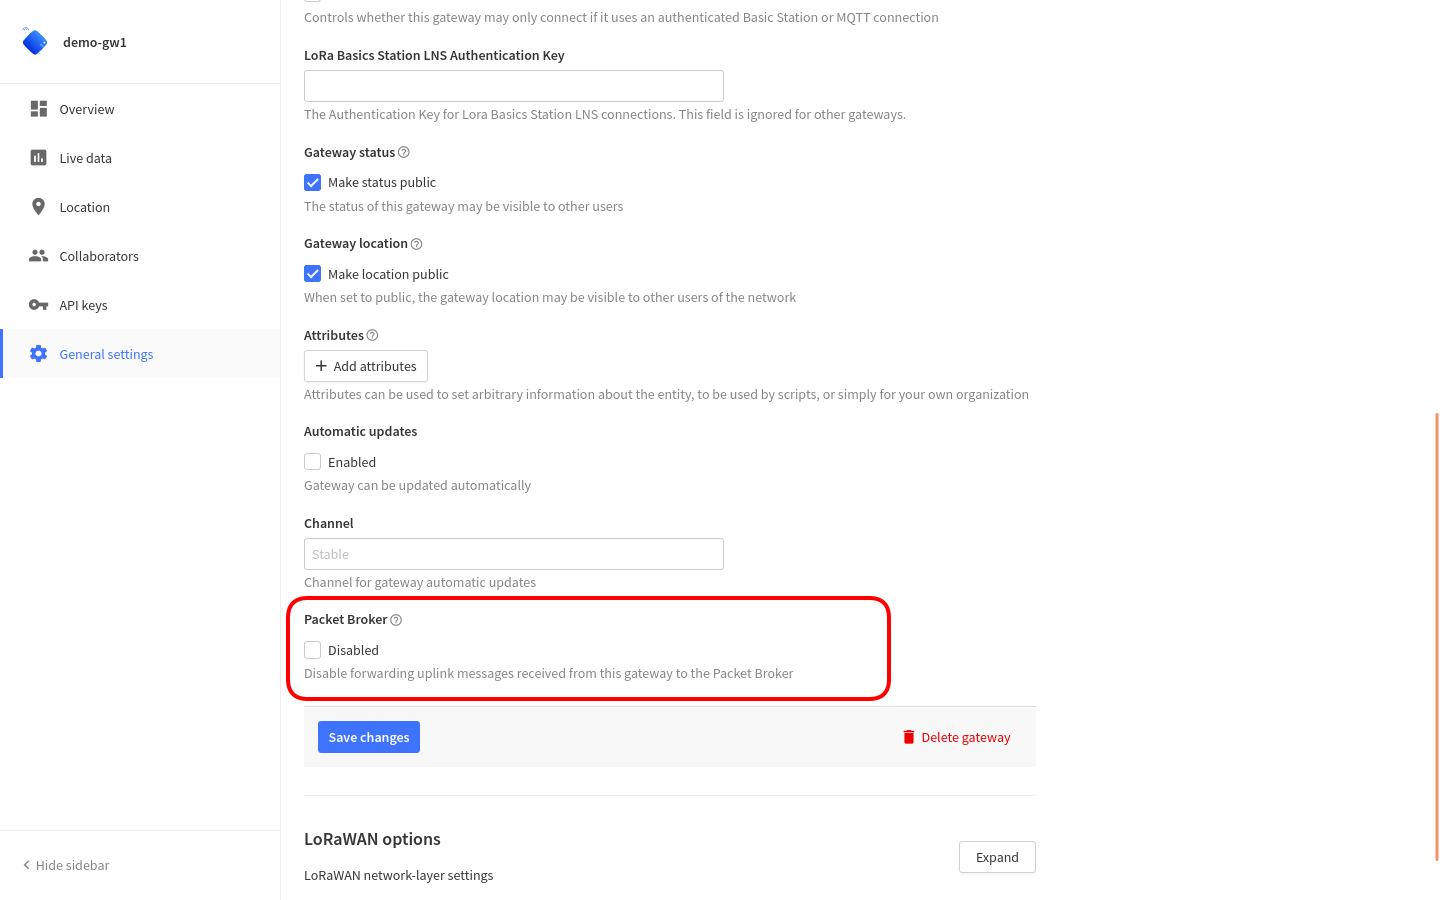 demo-gw1
Overview
Live data
Location
Collaborators
API keys
General settings
Hide sidebar
Controls whether this gateway may only connect if it uses an authenticated Basic Station or MQTT connection
LoRa Basics Station LNS Authentication Key
The Authentication Key for Lora Basics Station LNS connections. This field is ignored for other gateways.
Gateway status
Make status public
The status of this gateway may be visible to other users
Gateway location
Make location public
When set to public, the gateway location may be visible to other users of the network
Attributes
Add attributes
Attributes can be used to set arbitrary information about the entity, to be used by scripts, or simply for your own organization
Automatic updates
Enabled
Gateway can be updated automatically
Channel
Stable
Channel for gateway automatic updates
Packet Broker
Disabled
Disable forwarding uplink messages received from this gateway to the Packet Broker
Save changes
Delete gateway
LoRaWAN options
Expand
LoRaWAN network-layer settings